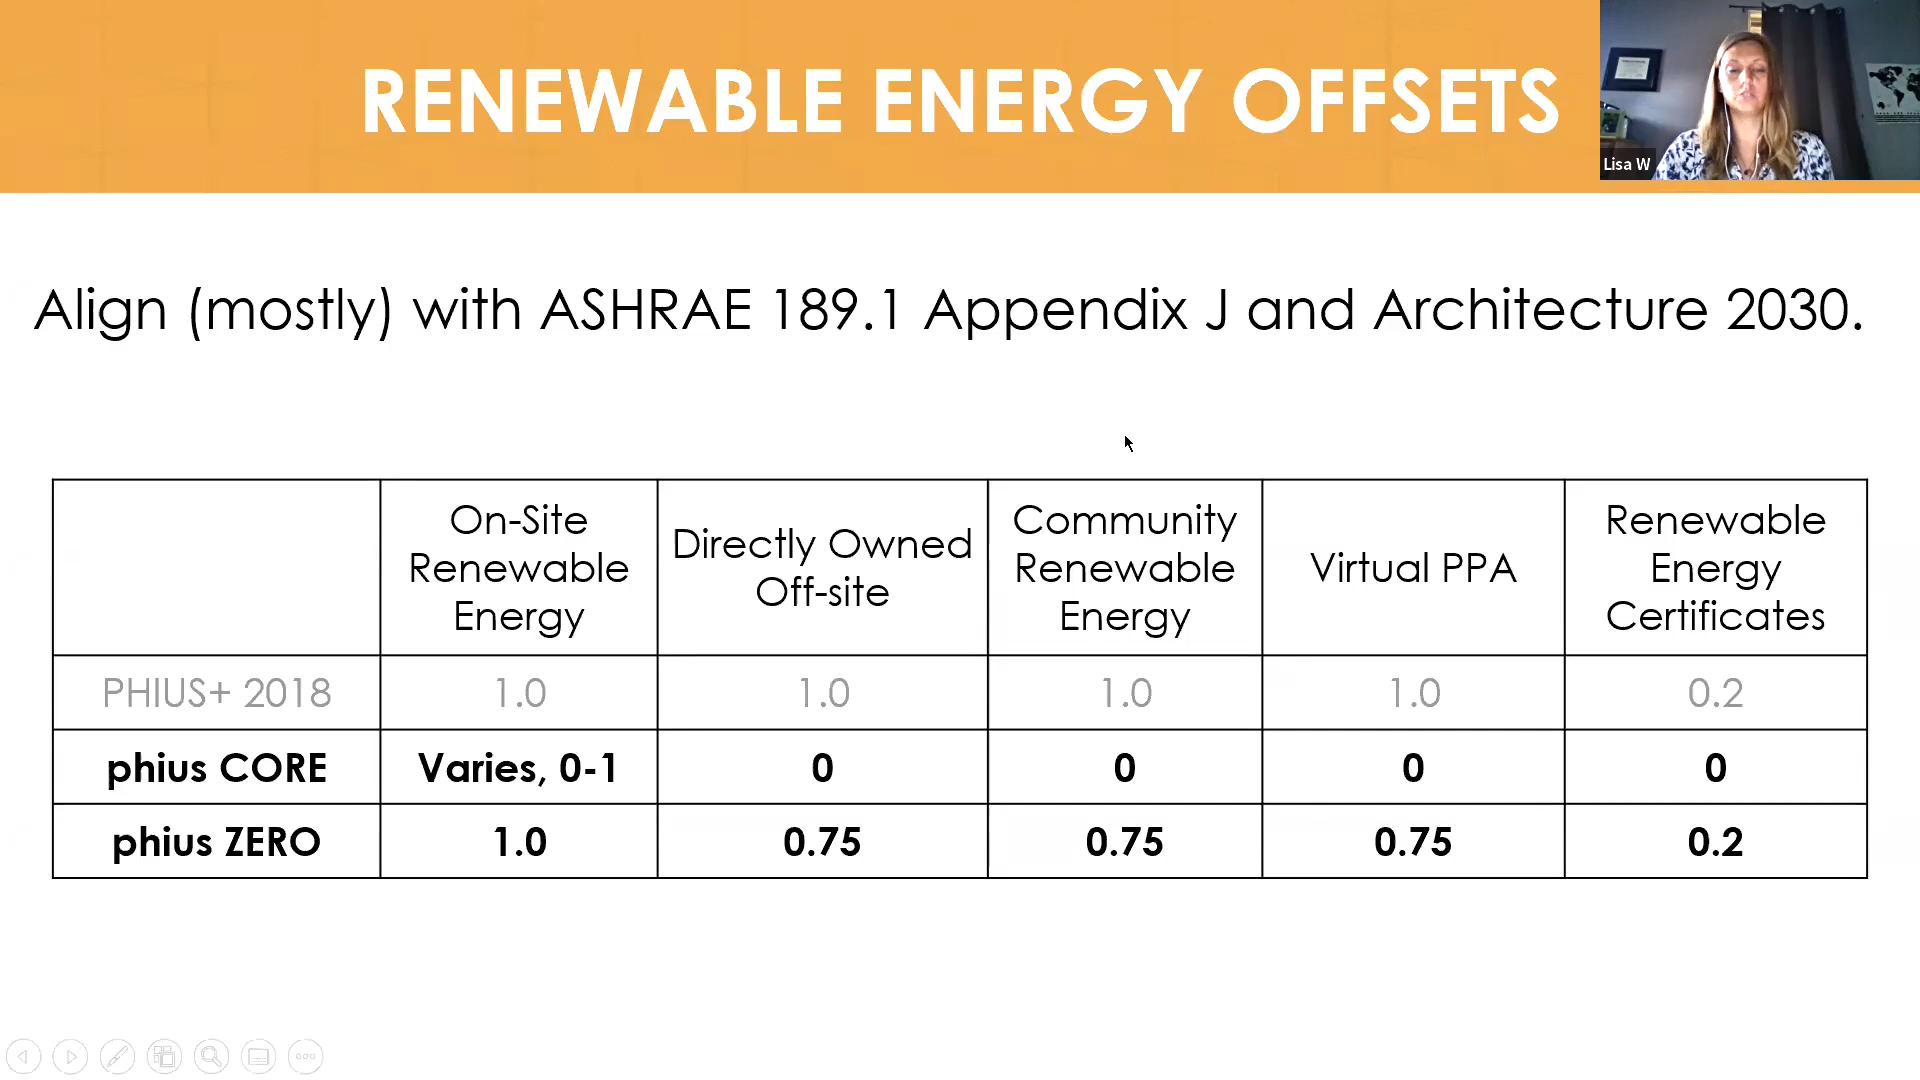 RENEWABLE ENERGY OFFSETS
Lisa W
Align (mostly) with ASHRAE 189.1 Appendix J and Architecture 2030.
On-Site
Renewable
Energy
Directly Owned
Off-site
Community
Renewable
Energy
Virtual PPA
Renewable
Energy
Certificates
PHIUS+ 2018 1.0 1.0 1.0 1.0 0.2
phius CORE Varies, 0-1 0 0 0 0
phius ZERO 1.0 0.75 0.75 0.75 0.2